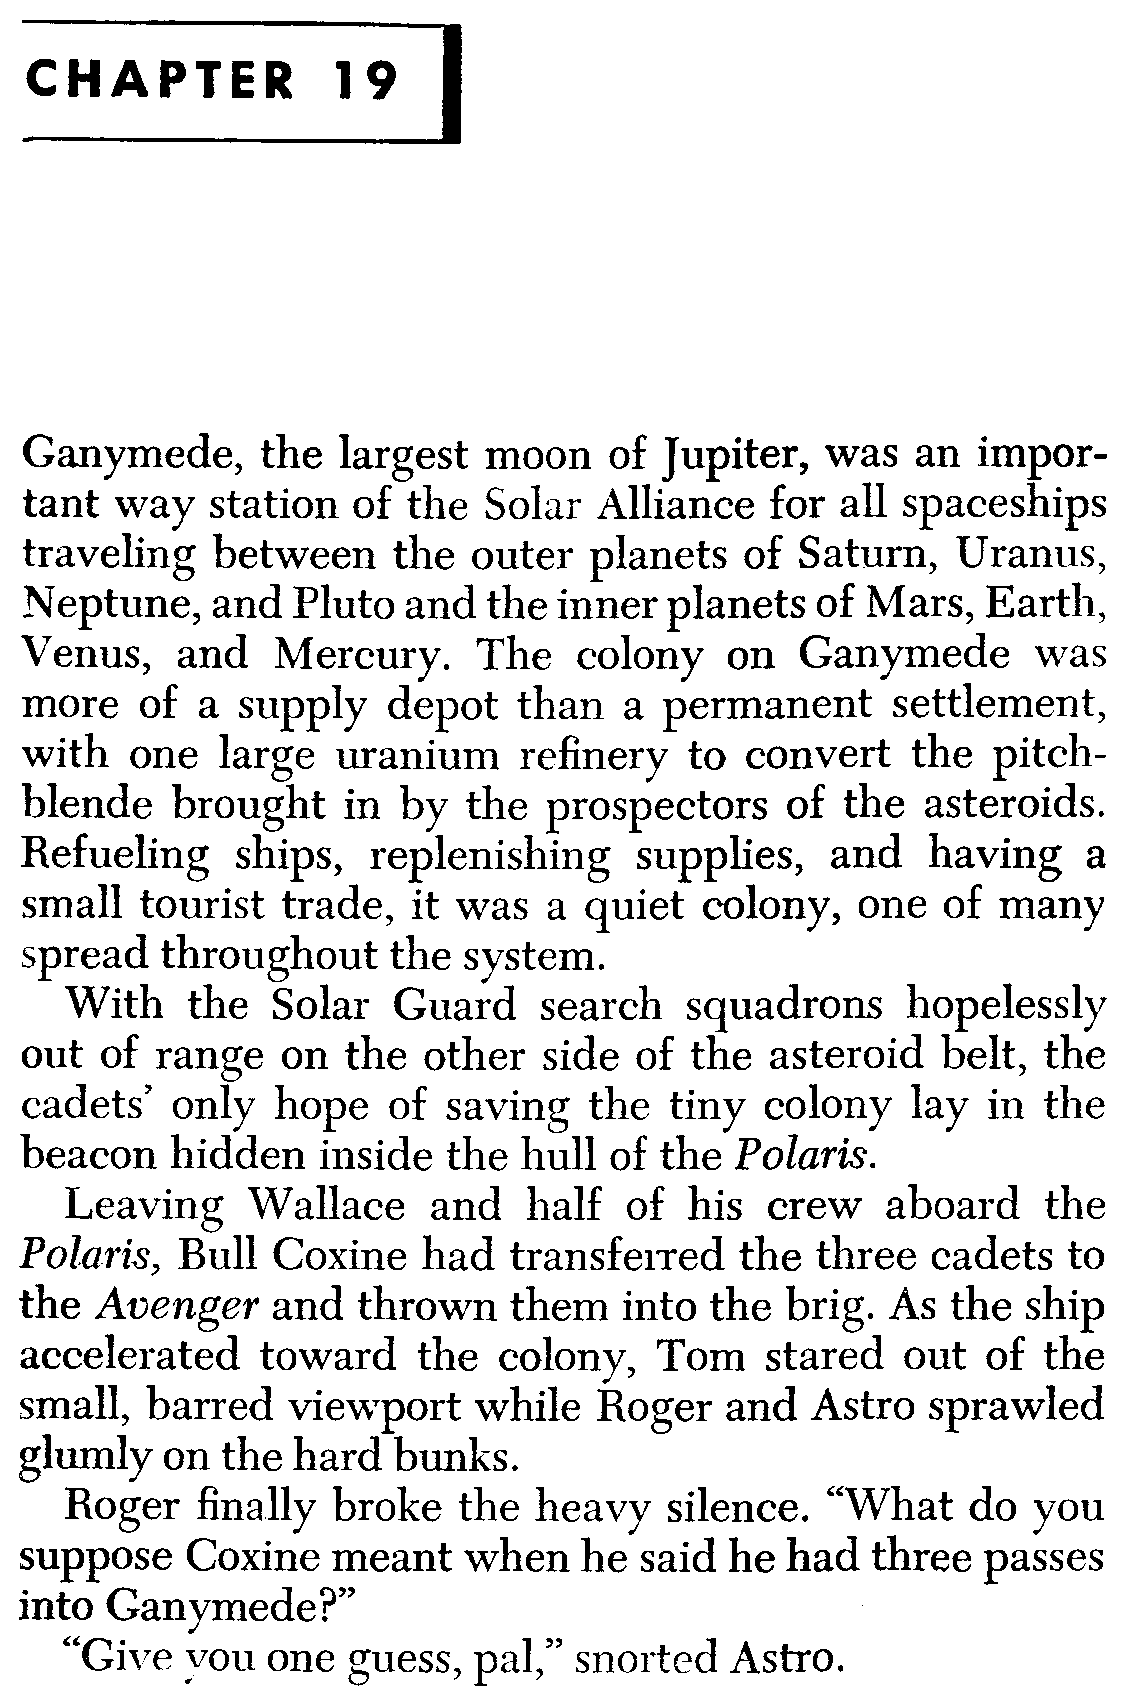 CHAPTER 19
Ganymede, the largest moon of Jupiter, was an impor-
tant way station of the Solar Alliance for all spaceships
traveling between the outer planets of Saturn, Uranus,
Neptune, and Pluto and the inner planets of Mars, Earth,
Venus, and Mercury. The colony on Ganymede was
more of a supply depot than a permanent settlement,
with one large uranium refinery to convert the pitch-
blende brought in by the prospectors of the asteroids.
Refueling ships, replenishing supplies, and having a
small tourist trade, it was a quiet colony, one of many
spread throughout the system.
With the Solar Guard search squadrons hopelessly
out of range on the other side of the asteroid belt, the
cadets’ only hope of saving the tiny colony lay in the
beacon hidden inside the hull of the Polaris.
Leaving Wallace and half of his crew aboard the
Polaris, Bull Coxine had transferred the three cadets to
the Avenger and thrown them into the brig. As the ship
accelerated toward the colony, Tom stared out of the
small, barred viewport while Roger and Astro sprawled
glumly on the hard bunks.
Roger finally broke the heavy silence. “What do you
suppose Coxine meant when he said he had three passes
into Ganymede?”
“Give you one guess, pal,” snorted Astro.